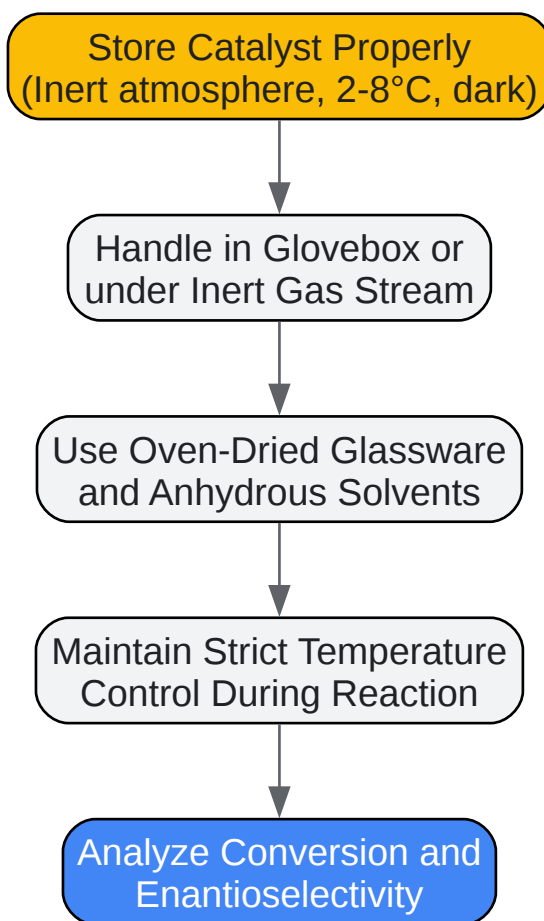 Store Catalyst Properly
(Inert atmosphere, 2-8°C, dark)
Handle in Glovebox or
under Inert Gas Stream
Use Oven-Dried Glassware
and Anhydrous Solvents
Maintain Strict Temperature
Control During Reaction
Analyze Conversion and
Enantioselectivity